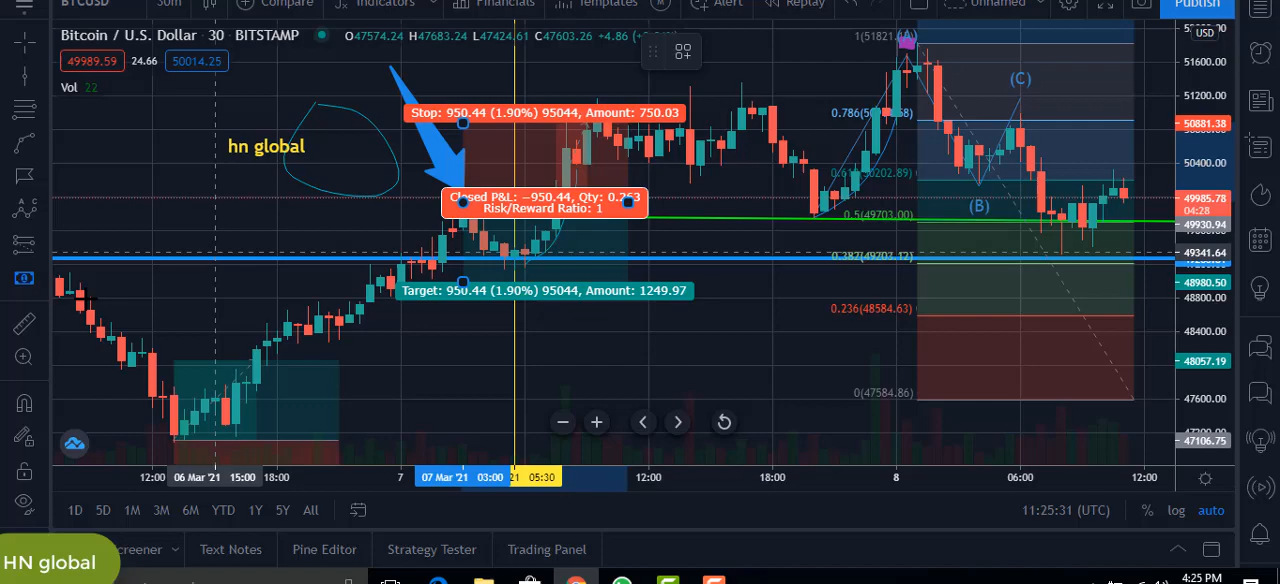 BTCUSD
30m
Compare
Indicators
Financials
Templates
M
Alert
Replay
Unnamed
Publish
Bitcoin / U.S. Dollar · 30 · BITSTAMP
O47574.24 H47683.24 L47424.61 C47603.26 +4.86
49989.59
24.66
50014.25
Vol 22
hn global
Stop: 950.44 (1.90%) 95044, Amount: 750.03
Closed P&L: −950.44, Qty: 0.263
Risk/Reward Ratio: 1
Target: 950.44 (1.90%) 95044, Amount: 1249.97
(C)
(B)
0.5(49703.00)
0.236(48584.63)
0(47584.86)
USD
51600.00
51200.00
50881.38
50400.00
49985.78
04:28
49930.94
49341.64
48980.50
48800.00
48400.00
48057.19
47600.00
47106.75
12:00
06 Mar '21 15:00
18:00
7
07 Mar '21 03:00
21 05:30
12:00
18:00
8
06:00
12:00
1D
5D
1M
3M
6M
YTD
1Y
5Y
All
11:25:31 (UTC)
%
log
auto
creener
Text Notes
Pine Editor
Strategy Tester
Trading Panel
HN global
4:25 PM